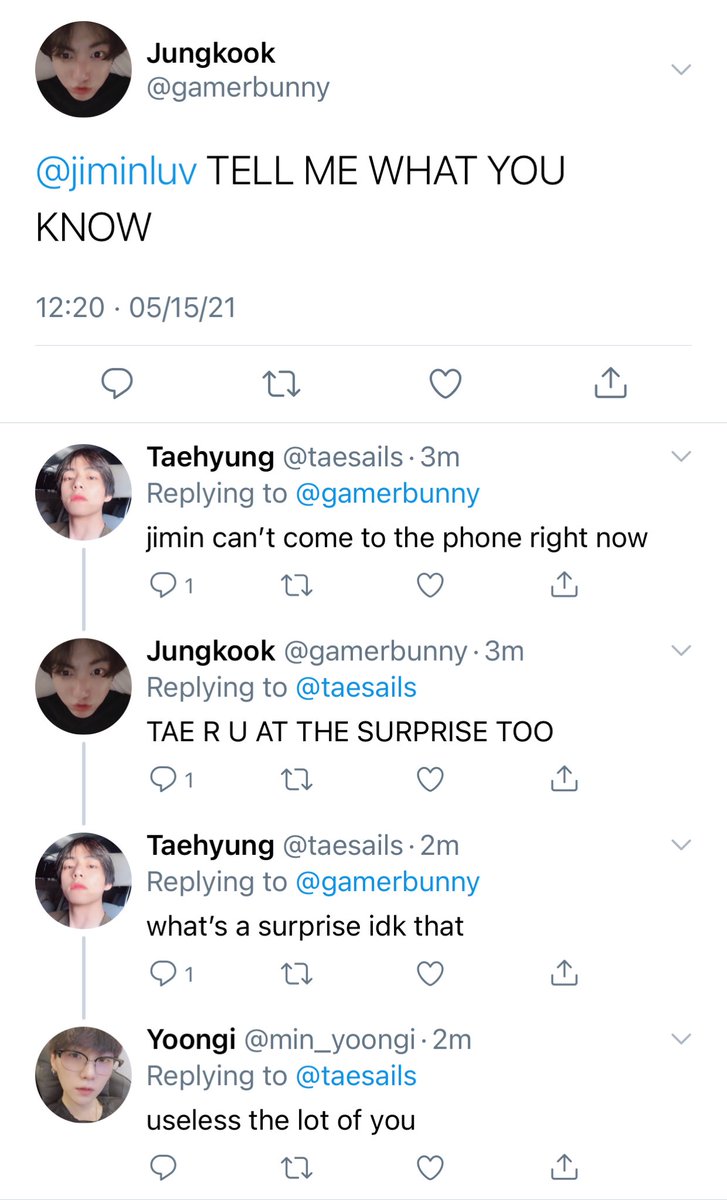 Jungkook
@gamerbunny
@jiminluv TELL ME WHAT YOU
KNOW
12:20 · 05/15/21
Taehyung @taesails · 3m
Replying to @gamerbunny
jimin can’t come to the phone right now
1
Jungkook @gamerbunny · 3m
Replying to @taesails
TAE R U AT THE SURPRISE TOO
1
Taehyung @taesails · 2m
Replying to @gamerbunny
what’s a surprise idk that
1
Yoongi @min_yoongi · 2m
Replying to @taesails
useless the lot of you